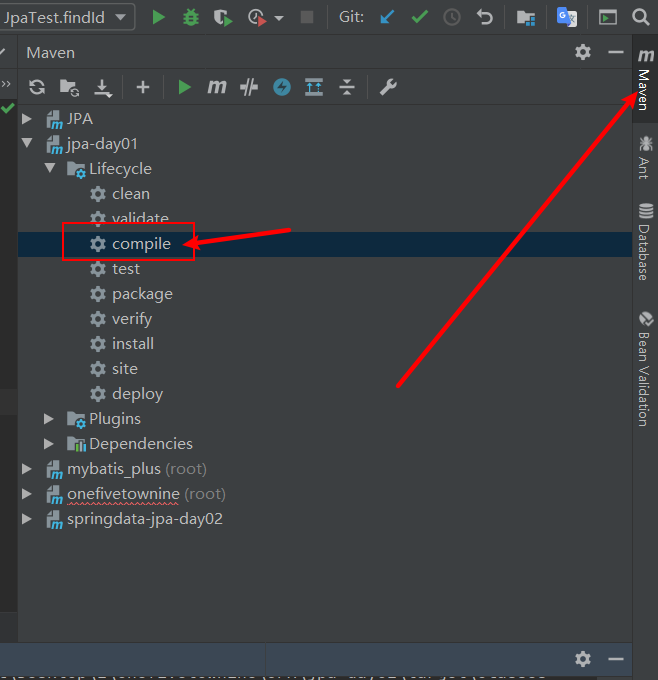 JpaTest.findId
Git:
Maven
JPA
jpa-day01
Lifecycle
clean
validate
compile
test
package
verify
install
site
deploy
Plugins
Dependencies
mybatis_plus (root)
onefivetownine (root)
springdata-jpa-day02
Maven
Ant
Database
Bean Validation